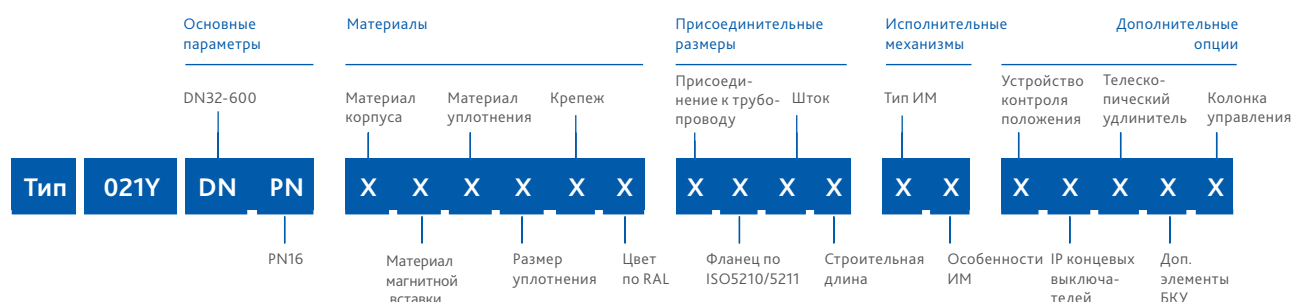 Основные
параметры
Материалы
Присоединительные
размеры
Исполнительные
механизмы
Дополнительные
опции
DN32-600
Материал
корпуса
Материал
уплотнения
Крепеж
Присоеди-
нение к трубо-
проводу
Шток
Тип ИМ
Устройство
контроля
положения
Телеско-
пический
удлинитель
Колонка
управления
Тип 021Y DN PN X X X X X X X X X X X X X X X X X
PN16
Материал
магнитной
вставки
Размер
уплотнения
Цвет
по RAL
Фланец по
ISO5210/5211
Строительная
длина
Особенности
ИМ
IP концевых
выключа-
телей
Доп.
элементы
БКУ